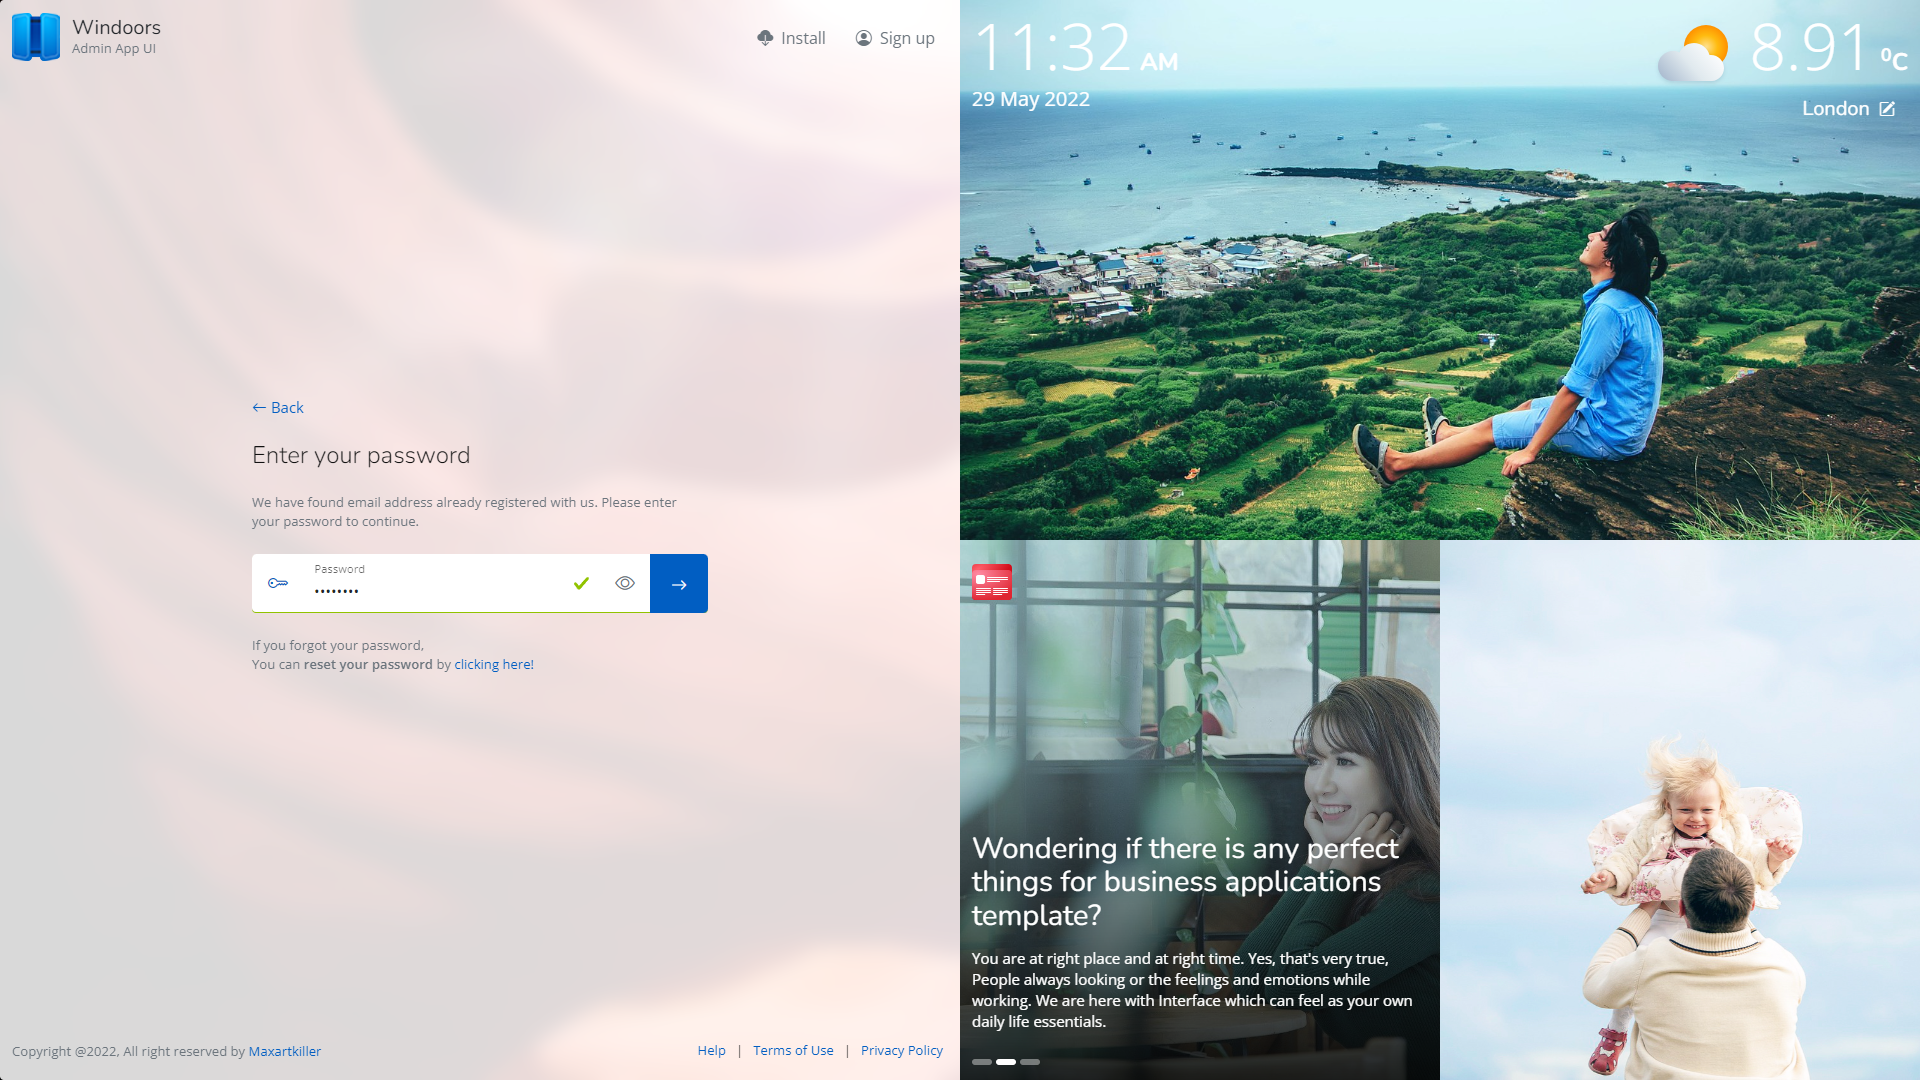 Windoors
Admin App UI
Install
Sign up
← Back
Enter your password
We have found email address already registered with us. Please enter
your password to continue.
Password
••••••••
If you forgot your password,
You can reset your password by clicking here!
Copyright @2022, All right reserved by Maxartkiller
Help | Terms of Use | Privacy Policy
11:32 AM
29 May 2022
8.91 ⁰C
London
Wondering if there is any perfect
things for business applications
template?
You are at right place and at right time. Yes, that's very true,
People always looking or the feelings and emotions while
working. We are here with Interface which can feel as your own
daily life essentials.